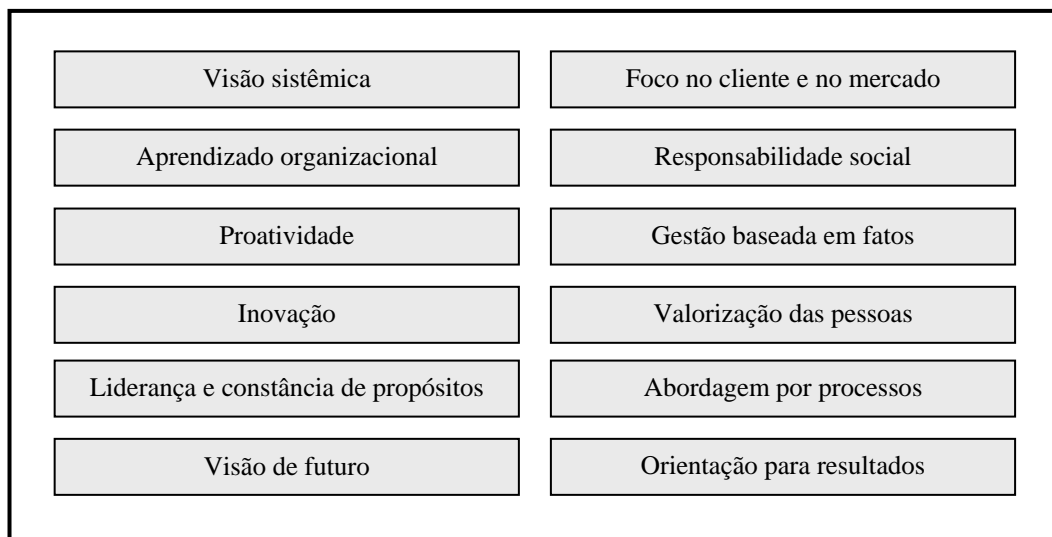 Visão sistêmica
Foco no cliente e no mercado
Aprendizado organizacional
Responsabilidade social
Proatividade
Gestão baseada em fatos
Inovação
Valorização das pessoas
Liderança e constância de propósitos
Abordagem por processos
Visão de futuro
Orientação para resultados